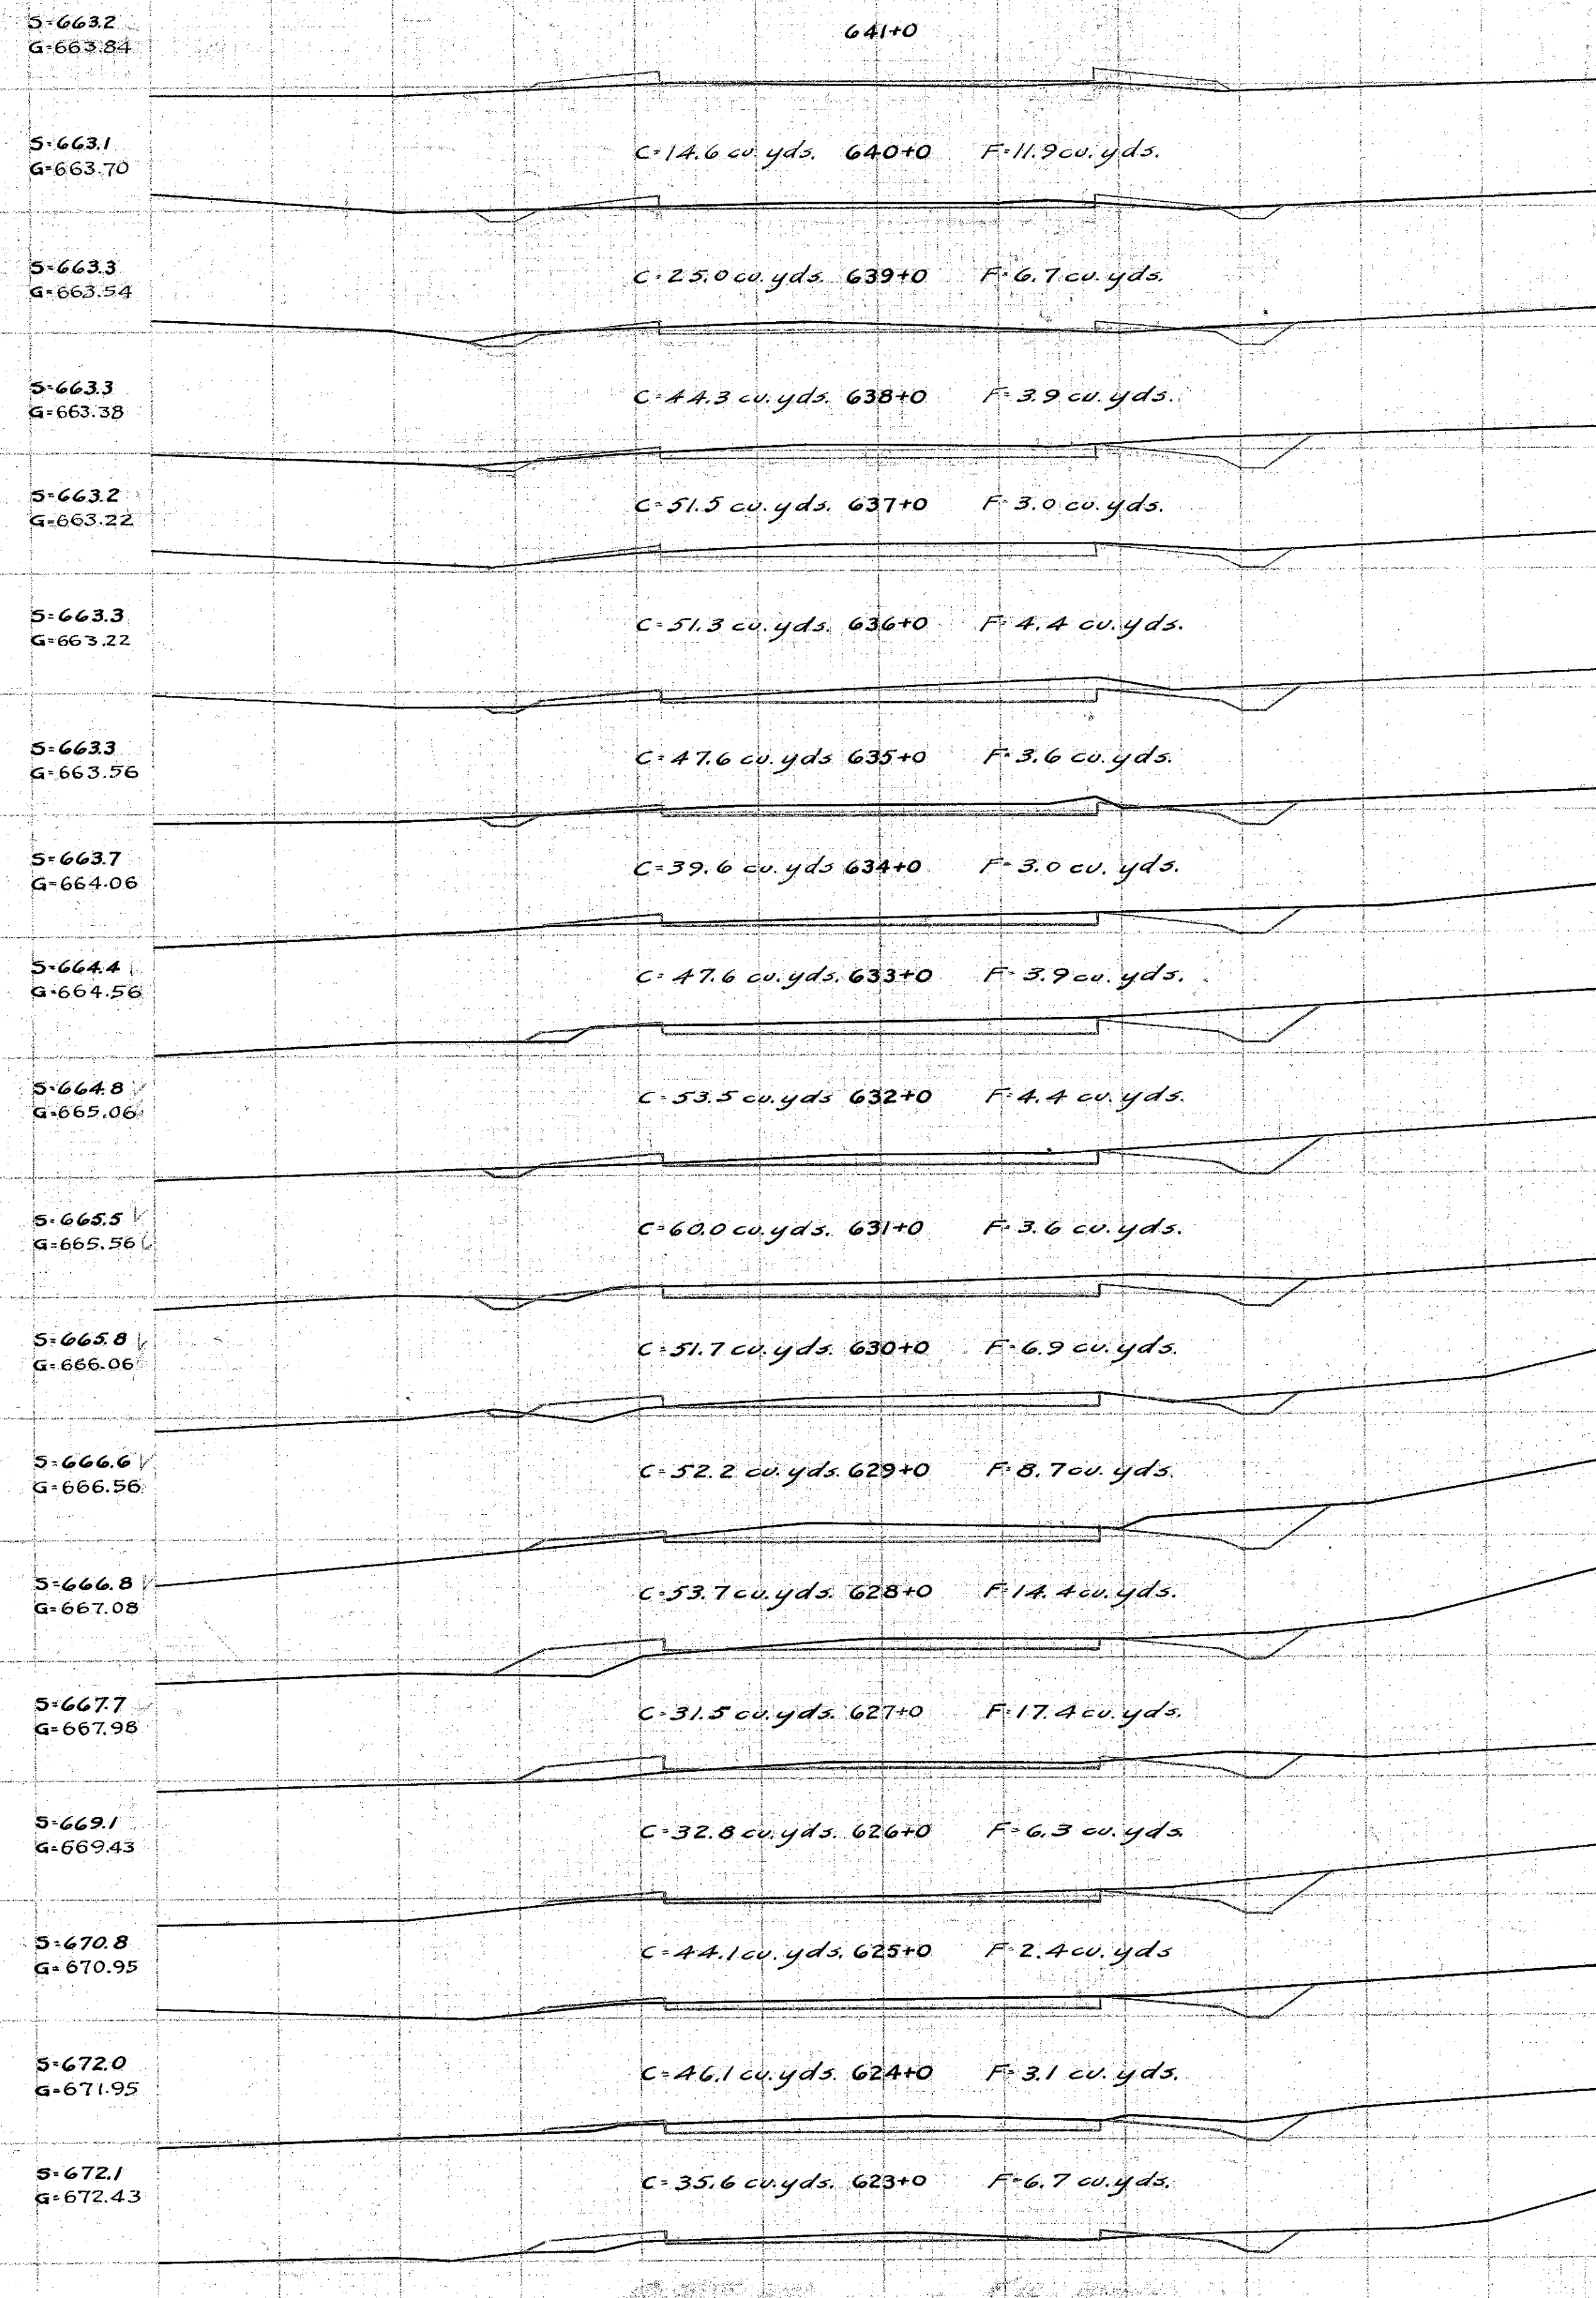 S=663.2
641+0
G=663.84
S=663.1
C=14.6 cu. yds. 640+0 F=11.9 cu. yds.
G=663.70
S=663.3
C=25.0 cu. yds. 639+0 F=6.7 cu. yds.
G=663.54
S=663.3
C=44.3 cu. yds. 638+0 F=3.9 cu. yds.
G=663.38
S=663.2
C=51.5 cu. yds. 637+0 F=3.0 cu. yds.
G=663.22
S=663.3
C=51.3 cu. yds. 636+0 F=4.4 cu. yds.
G=663.22
S=663.3
C=47.6 cu. yds 635+0 F=3.6 cu. yds.
G=663.56
S=663.7
C=39.6 cu. yds 634+0 F=3.0 cu. yds.
G=664.06
S=664.4
C=47.6 cu. yds. 633+0 F=3.9 cu. yds.
G=664.56
S=664.8
C=53.5 cu. yds 632+0 F=4.4 cu. yds.
G=665.06
S=665.5
C=60.0 cu. yds. 631+0 F=3.6 cu. yds.
G=665.56
S=665.8
C=51.7 cu. yds. 630+0 F=6.9 cu. yds.
G=666.06
S=666.6
C=52.2 cu. yds. 629+0 F=8.7 cu. yds.
G=666.56
S=666.8
C=53.7 cu. yds. 628+0 F=14.4 cu. yds.
G=667.08
S=667.7
C=31.5 cu. yds. 627+0 F=17.4 cu. yds.
G=667.98
S=669.1
C=32.8 cu. yds. 626+0 F=6.3 cu. yds.
G=669.43
S=670.8
C=44.1 cu. yds. 625+0 F=2.4 cu. yds
G=670.95
S=672.0
C=46.1 cu. yds. 624+0 F=3.1 cu. yds.
G=671.95
S=672.1
C=35.6 cu. yds. 623+0 F=6.7 cu. yds.
G=672.43